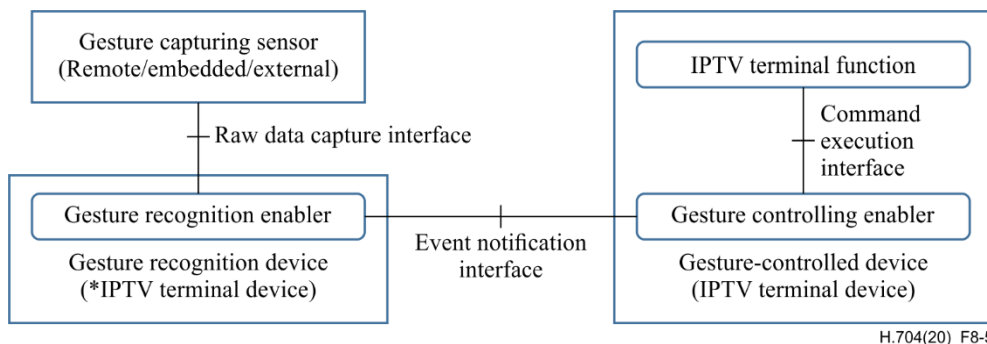 Gesture capturing sensor
(Remote/embedded/external)
IPTV terminal function
Raw data capture interface
Command
execution
interface
Gesture recognition enabler
Gesture controlling enabler
Event notification
interface
Gesture recognition device
(*IPTV terminal device)
Gesture-controlled device
(IPTV terminal device)
H.704(20)_F8-5